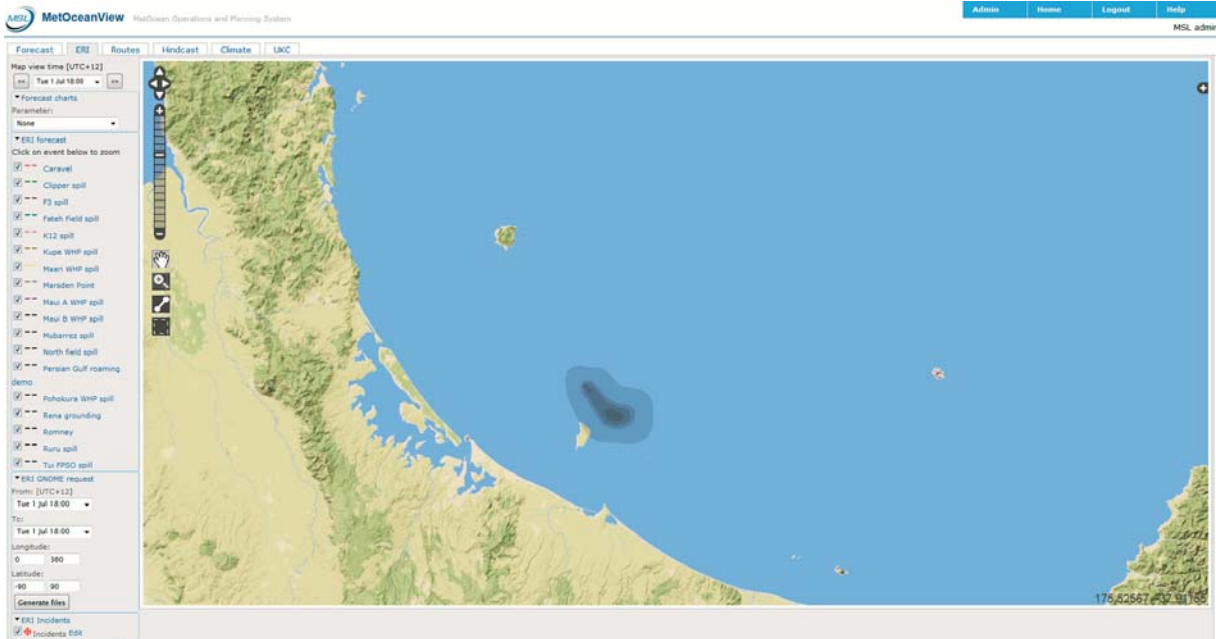 MSL MetOceanView MetOcean Operations and Planning System
Admin Home Logout Help
MSL admin
Forecast ERI Routes Hindcast Climate UKC
Map view time [UTC+12]
<< Tue 1 Jul 18:00 >>
Forecast charts
Parameter:
None
ERI forecast
Click on event below to zoom
Caravel
Clipper spill
F3 spill
Fateh Field spill
K12 spill
Kupe WHP spill
Maari WHP spill
Marsden Point
Maui A WHP spill
Maui B WHP spill
Mubarraz spill
North field spill
Persian Gulf roaming
demo
Pohokura WHP spill
Rena grounding
Romney
Ruru spill
Tui FPSO spill
ERI GNOME request
From: [UTC+12]
Tue 1 Jul 18:00
To:
Tue 1 Jul 18:00
Longitude:
0 360
Latitude:
-90 90
Generate files
ERI Incidents
Incidents Edit
175.52567